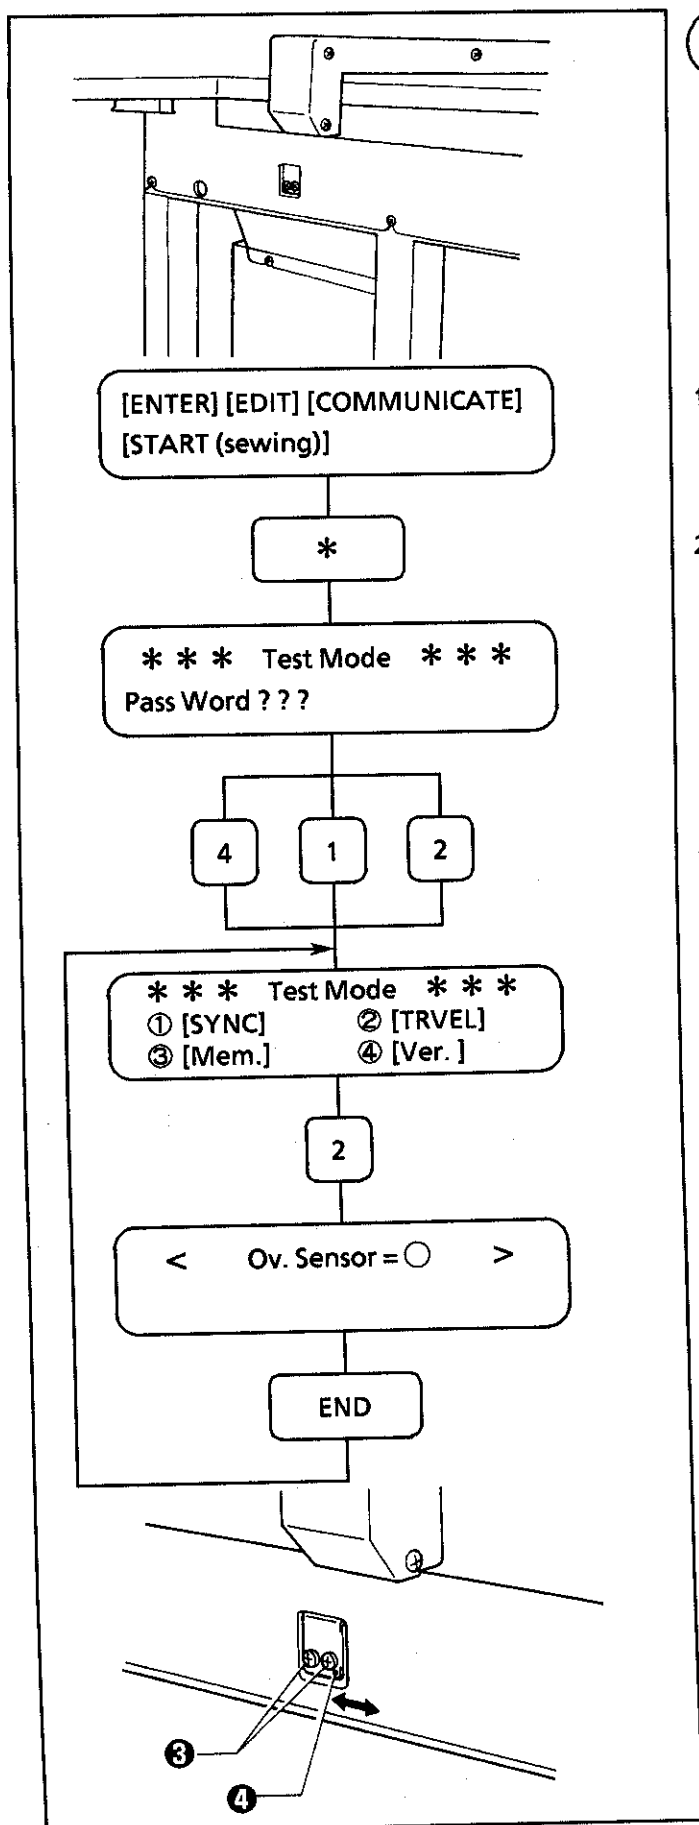 [ENTER] [EDIT] [COMMUNICATE]
[START (sewing)]
*
* * * Test Mode * * *
Pass Word ? ? ?
4 1 2
* * * Test Mode * * *
① [SYNC] ② [TRVEL]
③ [Mem.] ④ [Ver. ]
2
< Ov. Sensor = ○ >
END
❸
❹